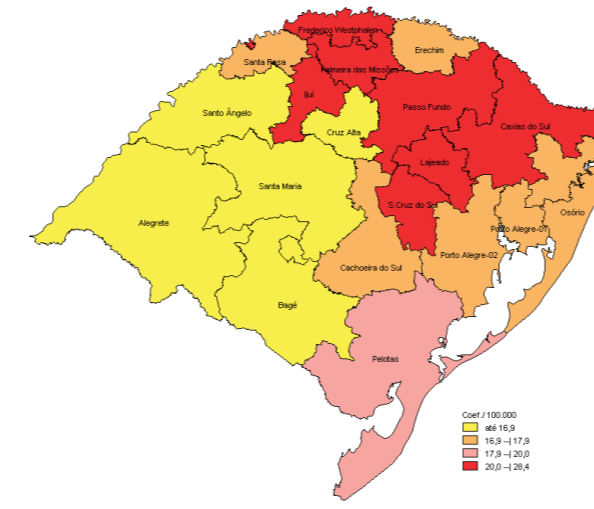 Frederico Westphalen
Erechim
Santa Rosa
Palmeira das Missões
Ijuí
Passo Fundo
Santo Ângelo
Caxias do Sul
Cruz Alta
Lajeado
Santa Maria
S.Cruz do Sul
Osório
Alegrete
Porto Alegre-01
Porto Alegre-02
Cachoeira do Sul
Bagé
Pelotas
Coef./ 100.000
até 16,9
16,9 --| 17,9
17,9 --| 20,0
20,0 --| 28,4